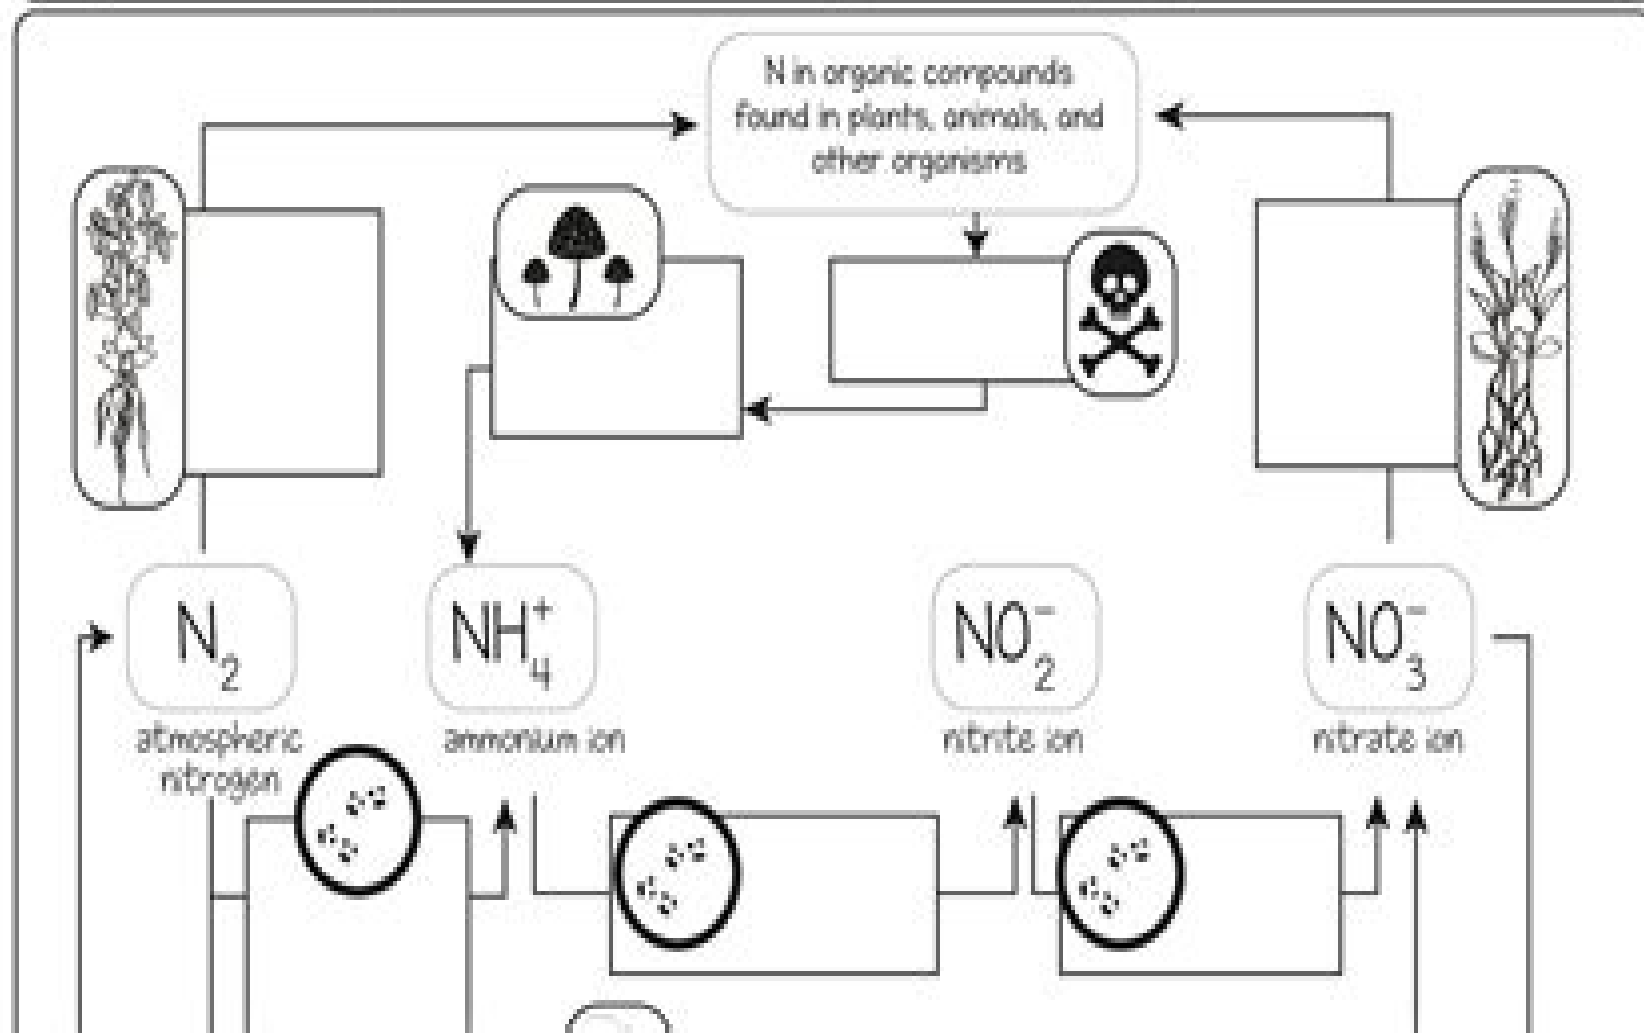 N in organic compounds
found in plants, animals, and
other organisms
N₂
NH₄⁺
NO₂⁻
NO₃⁻
atmospheric
nitrogen
ammonium ion
nitrite ion
nitrate ion